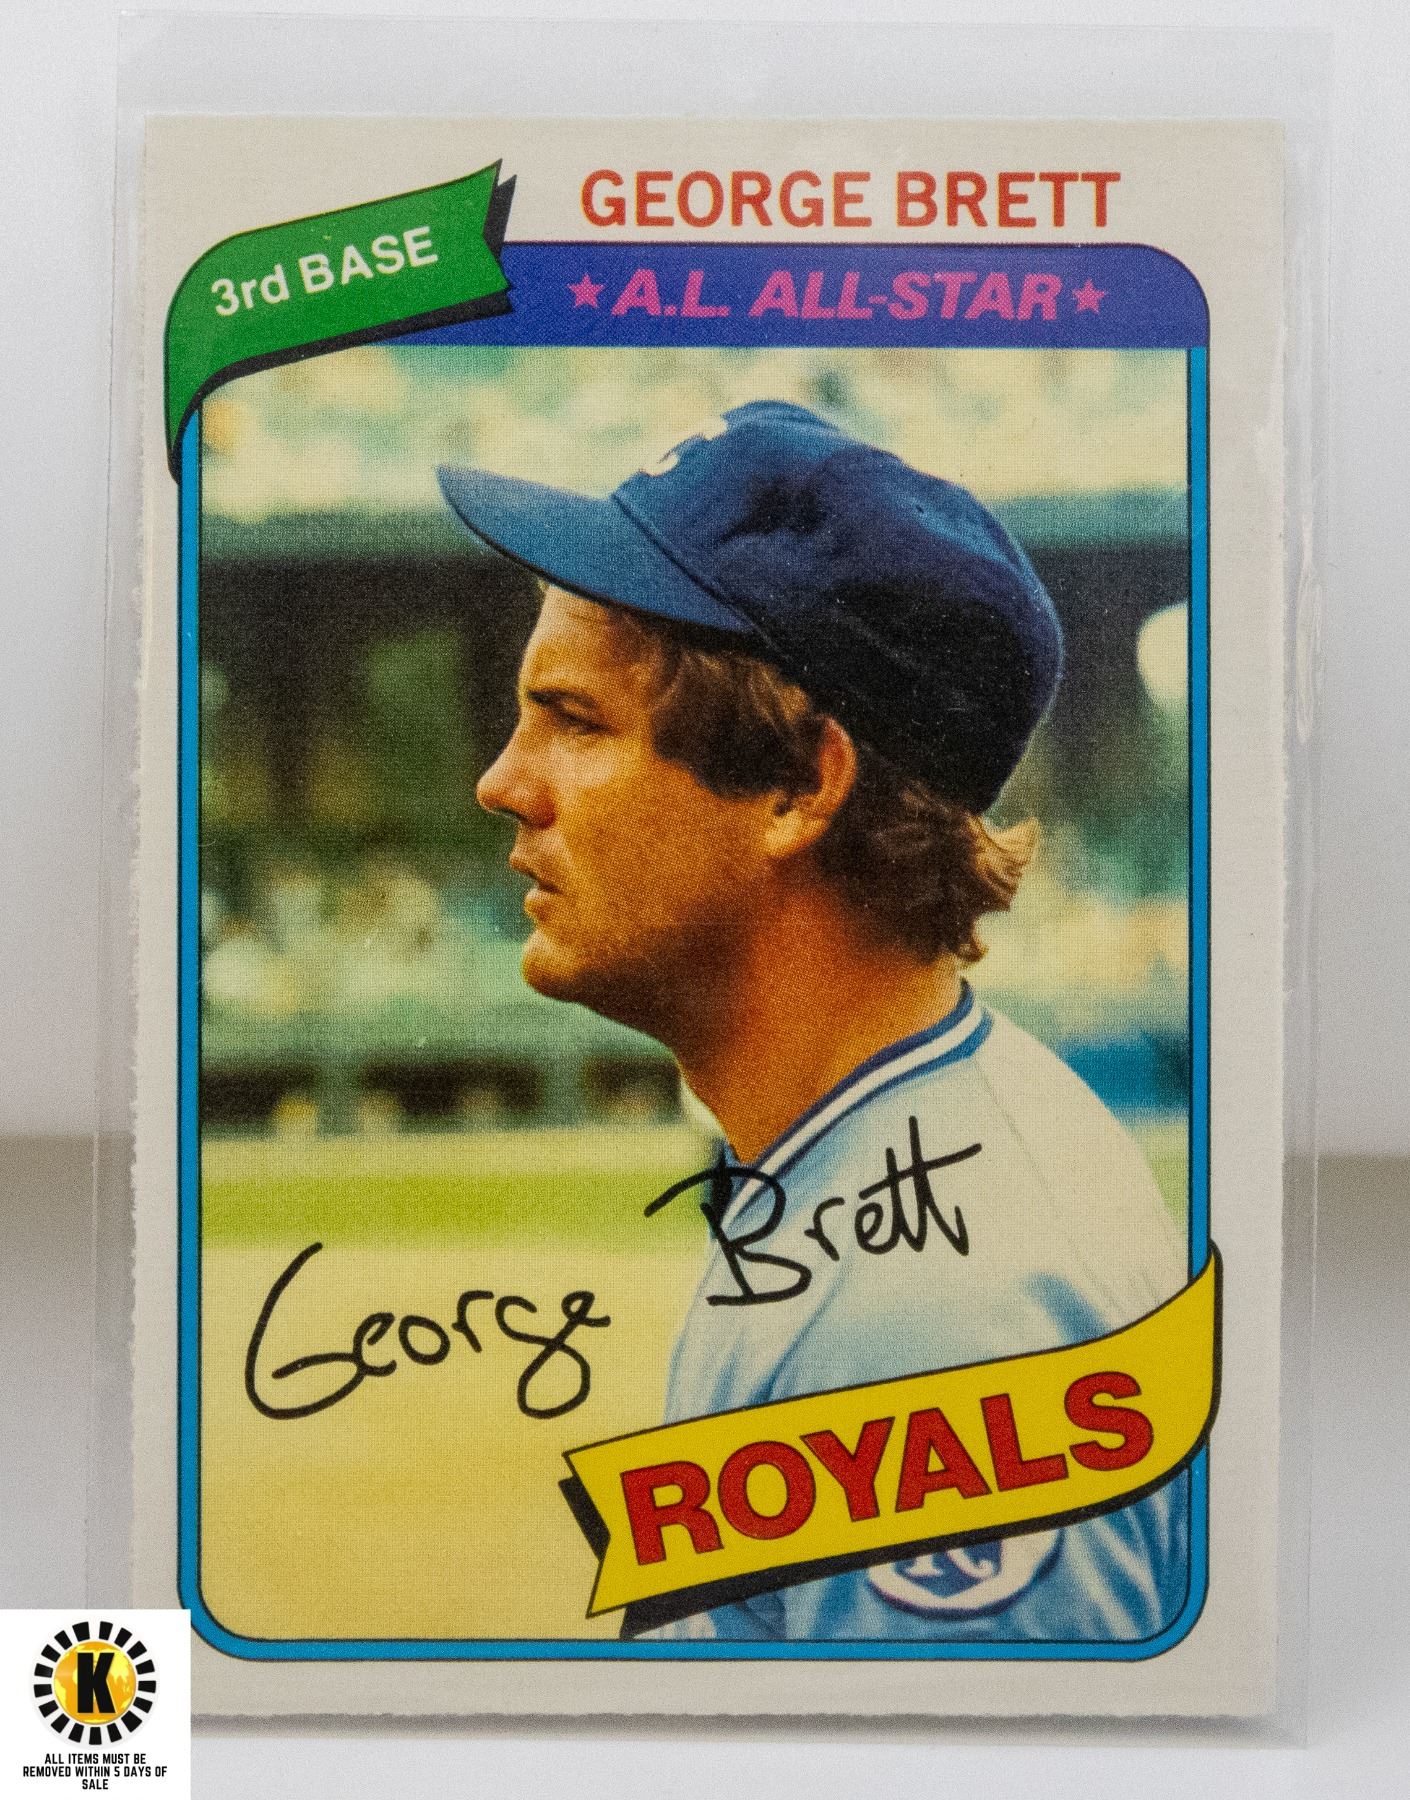 GEORGE BRETT
3rd BASE
★A.L. ALL-STAR★
George Brett
ROYALS
K
ALL ITEMS MUST BE
REMOVED WITHIN 5 DAYS OF
SALE